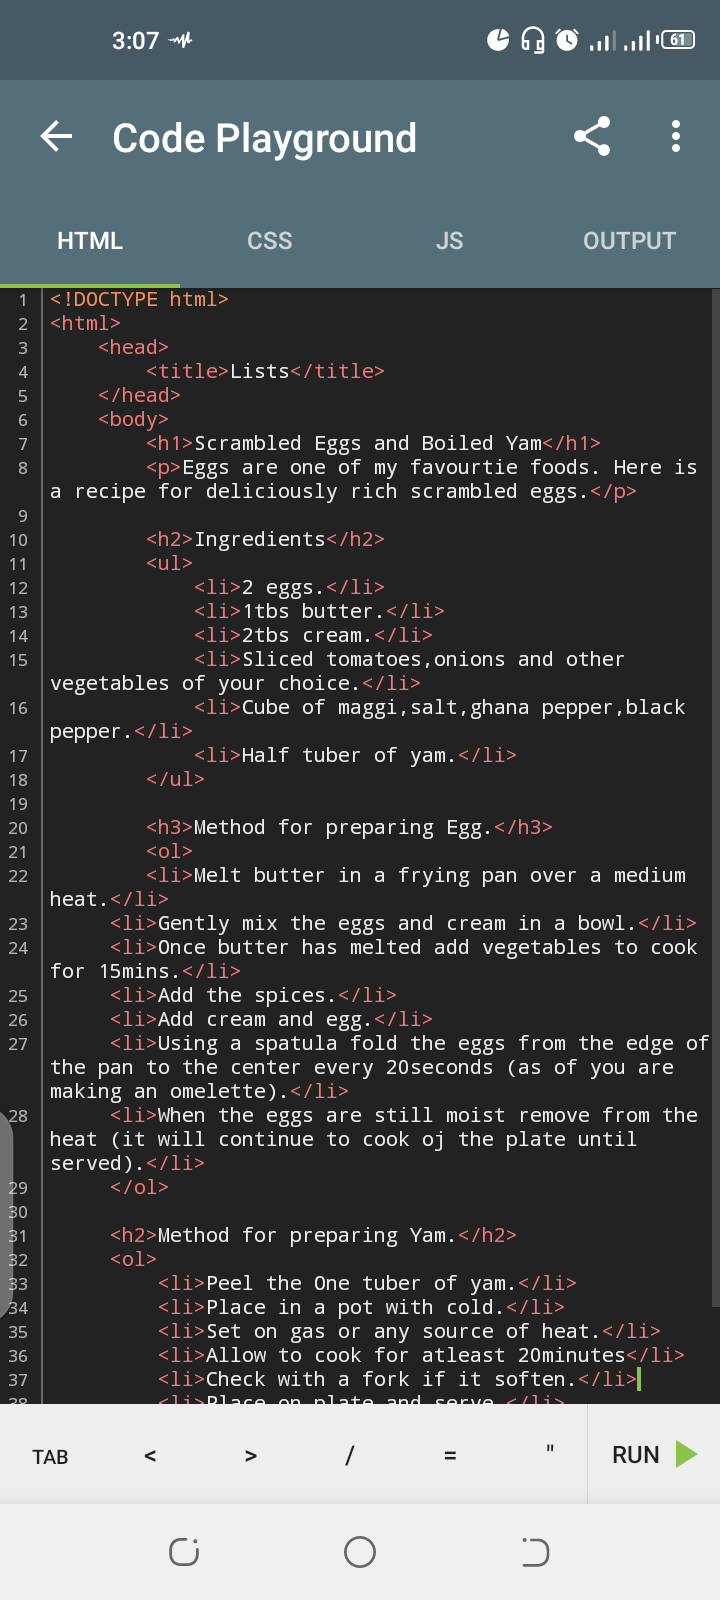 3:07
61
Code Playground
HTML CSS JS OUTPUT
1 <!DOCTYPE html>
2 <html>
3 <head>
4 <title>Lists</title>
5 </head>
6 <body>
7 <h1>Scrambled Eggs and Boiled Yam</h1>
8 <p>Eggs are one of my favourtie foods. Here is
a recipe for deliciously rich scrambled eggs.</p>
9
10 <h2>Ingredients</h2>
11 <ul>
12 <li>2 eggs.</li>
13 <li>1tbs butter.</li>
14 <li>2tbs cream.</li>
15 <li>Sliced tomatoes,onions and other
vegetables of your choice.</li>
16 <li>Cube of maggi,salt,ghana pepper,black
pepper.</li>
17 <li>Half tuber of yam.</li>
18 </ul>
19
20 <h3>Method for preparing Egg.</h3>
21 <ol>
22 <li>Melt butter in a frying pan over a medium
heat.</li>
23 <li>Gently mix the eggs and cream in a bowl.</li>
24 <li>Once butter has melted add vegetables to cook
for 15mins.</li>
25 <li>Add the spices.</li>
26 <li>Add cream and egg.</li>
27 <li>Using a spatula fold the eggs from the edge of
the pan to the center every 20seconds (as of you are
making an omelette).</li>
28 <li>When the eggs are still moist remove from the
heat (it will continue to cook oj the plate until
served).</li>
29 </ol>
30
31 <h2>Method for preparing Yam.</h2>
32 <ol>
33 <li>Peel the One tuber of yam.</li>
34 <li>Place in a pot with cold.</li>
35 <li>Set on gas or any source of heat.</li>
36 <li>Allow to cook for atleast 20minutes</li>
37 <li>Check with a fork if it soften.</li>
38 <li>Place on plate and serve.</li>
TAB < > / = " RUN